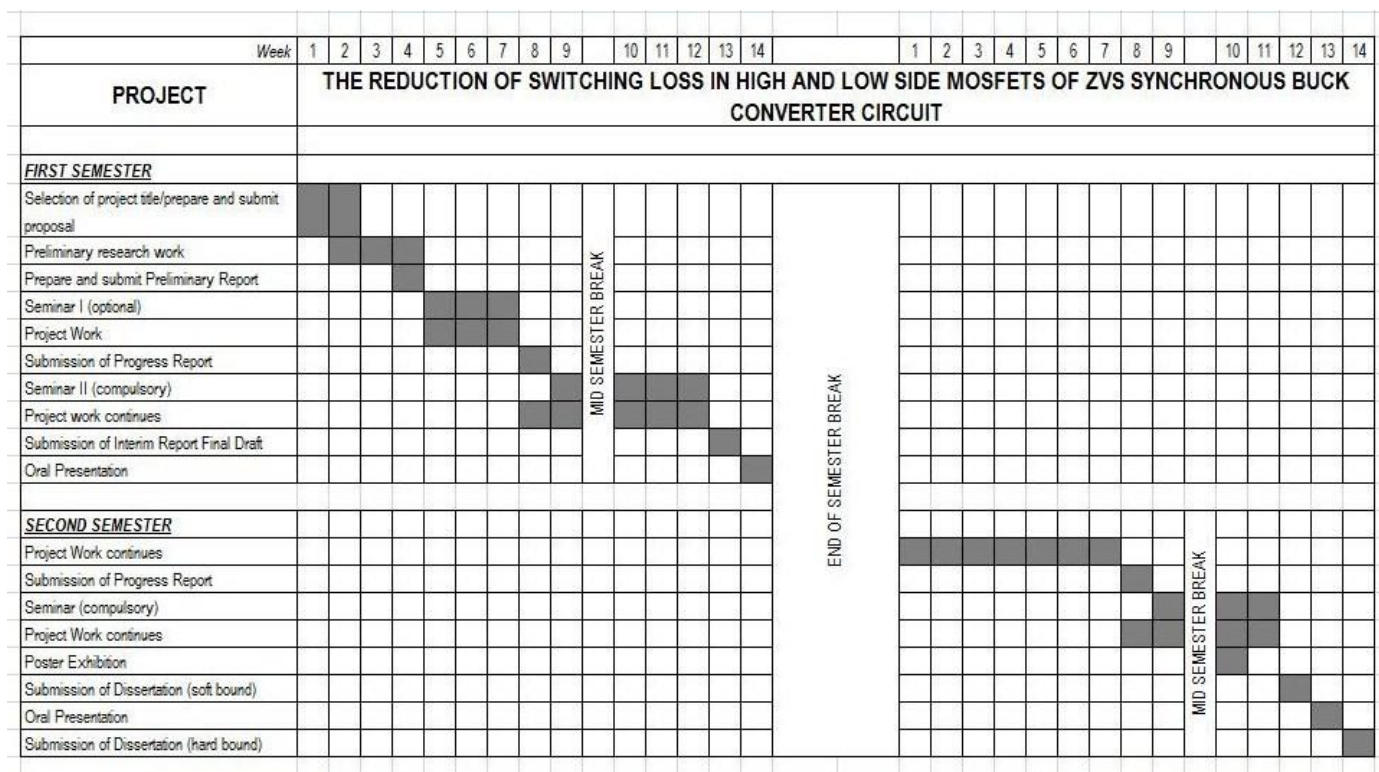 Week 1 2 3 4 5 6 7 8 9 10 11 12 13 14 1 2 3 4 5 6 7 8 9 10 11 12 13 14
PROJECT
THE REDUCTION OF SWITCHING LOSS IN HIGH AND LOW SIDE MOSFETS OF ZVS SYNCHRONOUS BUCK
CONVERTER CIRCUIT
FIRST SEMESTER
Selection of project title/prepare and submit
proposal
Preliminary research work
Prepare and submit Preliminary Report
Seminar I (optional)
Project Work
Submission of Progress Report
Seminar II (compulsory)
Project work continues
Submission of Interim Report Final Draft
Oral Presentation
MID SEMESTER BREAK
END OF SEMESTER BREAK
SECOND SEMESTER
Project Work continues
Submission of Progress Report
Seminar (compulsory)
Project Work continues
Poster Exhibition
Submission of Dissertation (soft bound)
Oral Presentation
Submission of Dissertation (hard bound)
MID SEMESTER BREAK